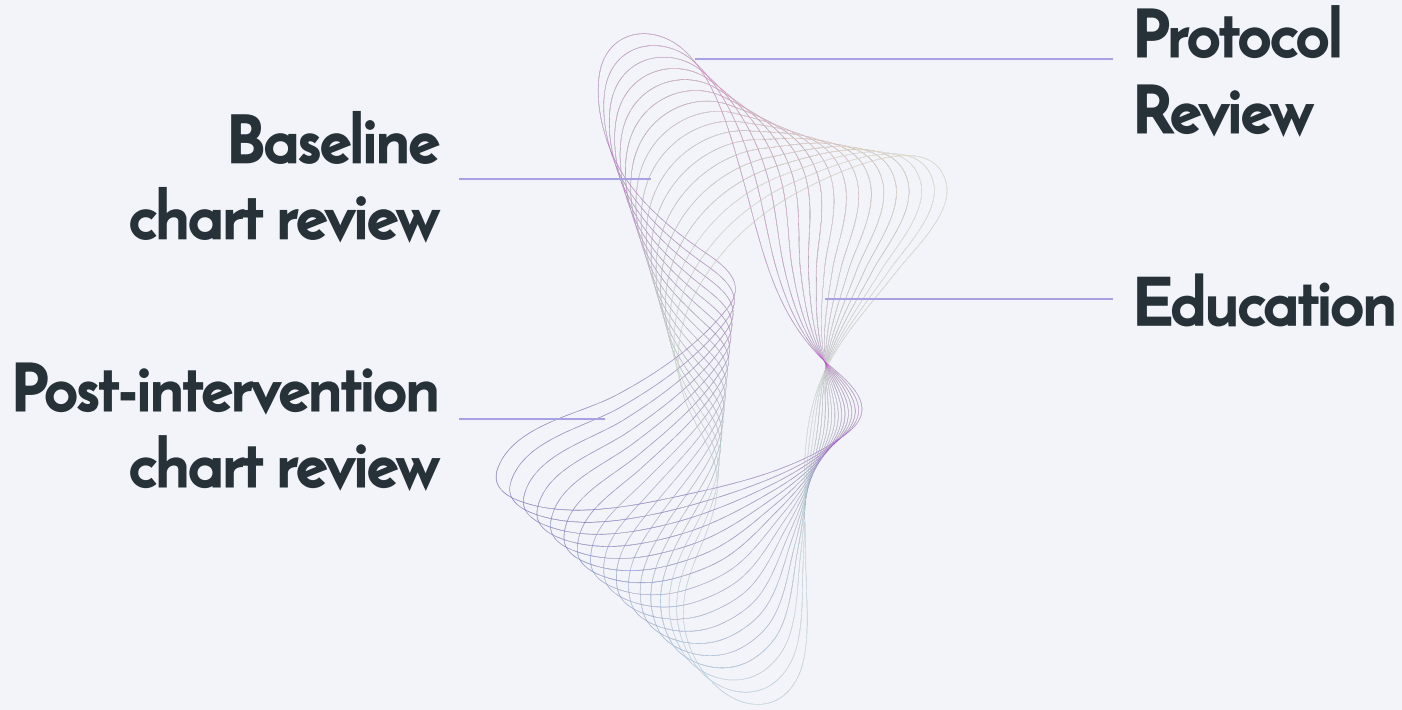 Protocol
Review
Baseline
chart review
Education
Post-intervention
chart review